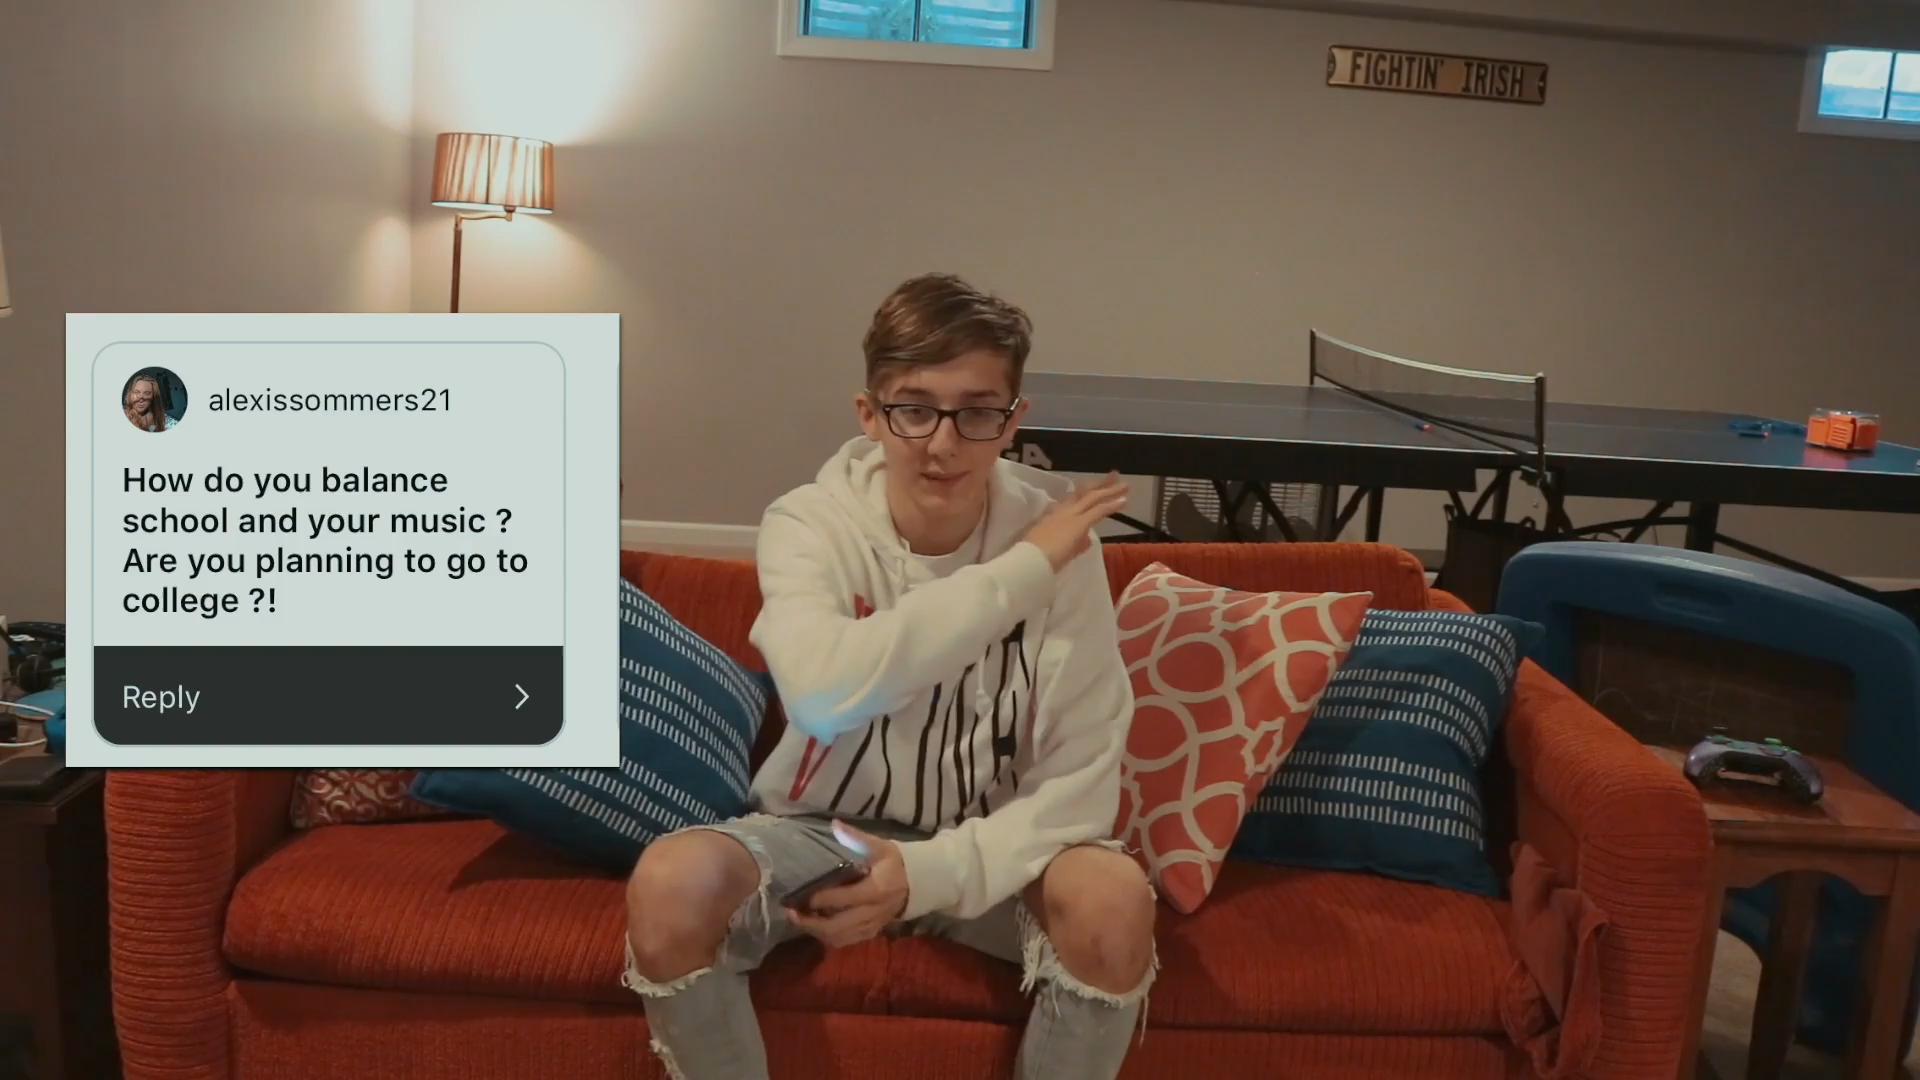 FIGHTIN' IRISH
alexissommers21
How do you balance
school and your music ?
Are you planning to go to
college ?!
Reply